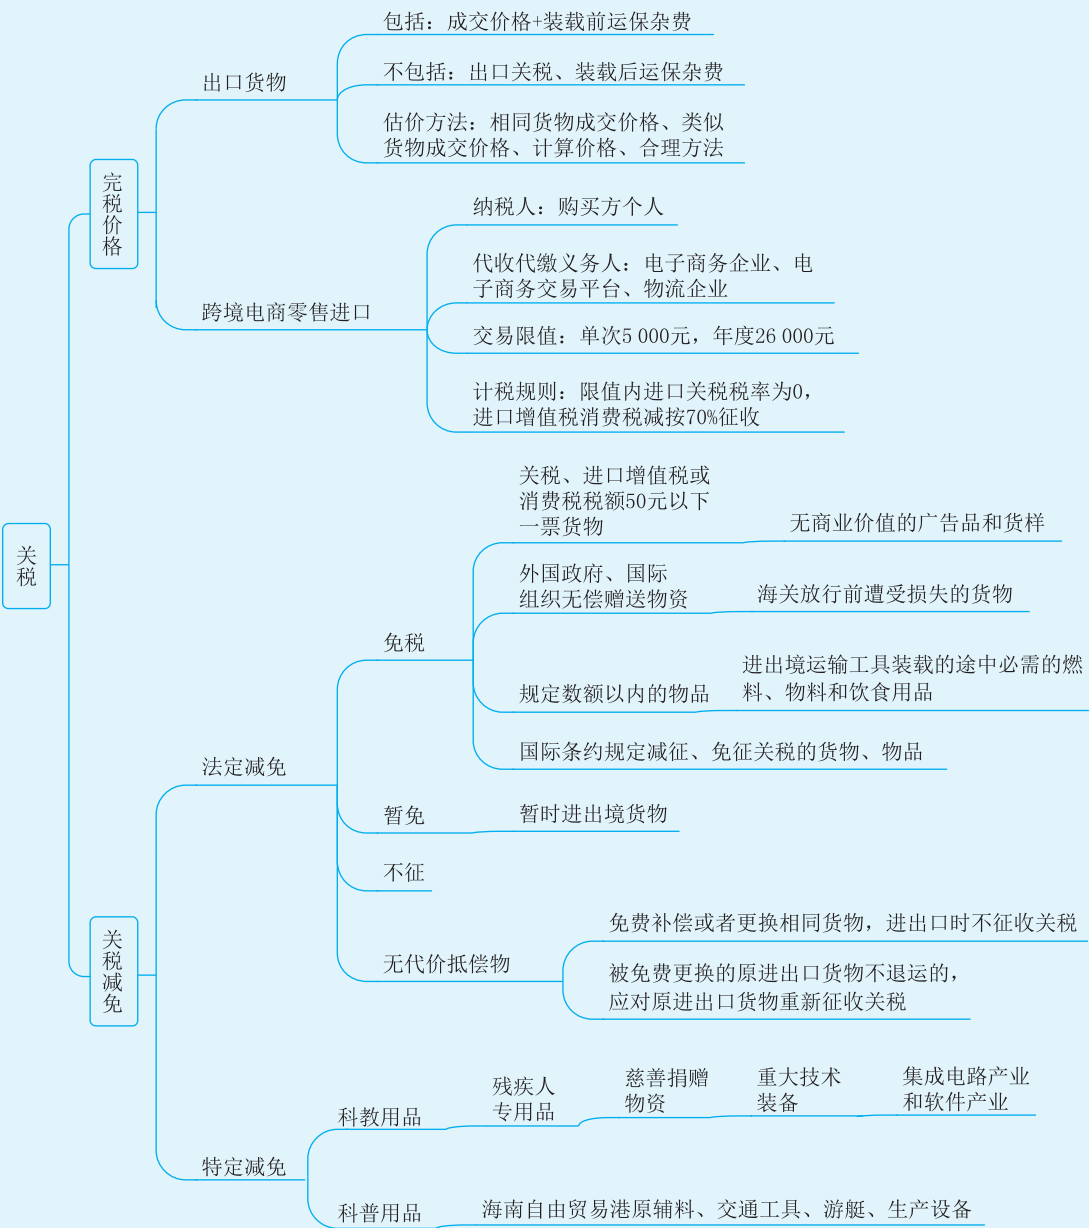 包括：成交价格+装载前运保杂费
出口货物
不包括：出口关税、装载后运保杂费
估价方法：相同货物成交价格、类似
货物成交价格、计算价格、合理方法
完税价格
纳税人：购买方个人
代收代缴义务人：电子商务企业、电
子商务交易平台、物流企业
跨境电商零售进口
交易限值：单次5 000元，年度26 000元
计税规则：限值内进口关税税率为0，
进口增值税消费税减按70%征收
关税
关税、进口增值税或
消费税税额50元以下
一票货物
无商业价值的广告品和货样
外国政府、国际
组织无偿赠送物资
海关放行前遭受损失的货物
免税
规定数额以内的物品
进出境运输工具装载的途中必需的燃
料、物料和饮食用品
国际条约规定减征、免征关税的货物、物品
法定减免
暂免
暂时进出境货物
不征
关税减免
无代价抵偿物
免费补偿或者更换相同货物，进出口时不征收关税
被免费更换的原进出口货物不退运的，
应对原进出口货物重新征收关税
特定减免
科教用品
残疾人
专用品
慈善捐赠
物资
重大技术
装备
集成电路产业
和软件产业
科普用品
海南自由贸易港原辅料、交通工具、游艇、生产设备